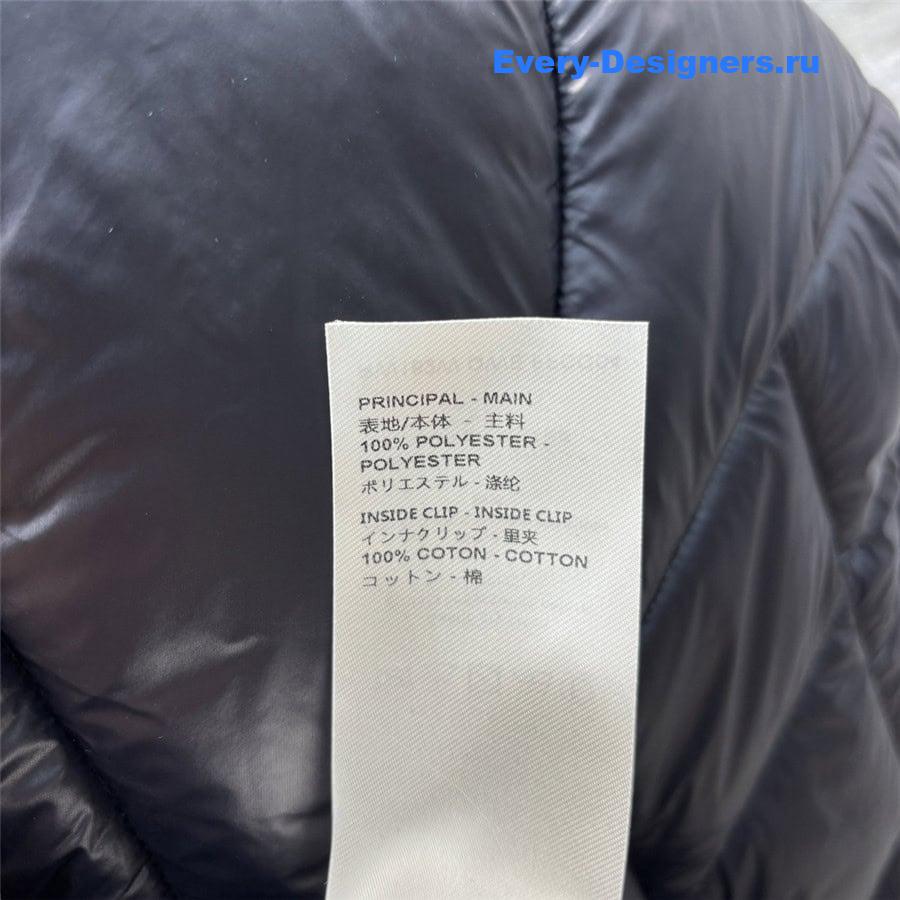 Every-Designers.ru
PRINCIPAL - MAIN
表地/本体 - 主料
100% POLYESTER -
POLYESTER
ポリエステル - 涤纶
INSIDE CLIP - INSIDE CLIP
インナクリップ - 里夹
100% COTON - COTTON
コットン - 棉